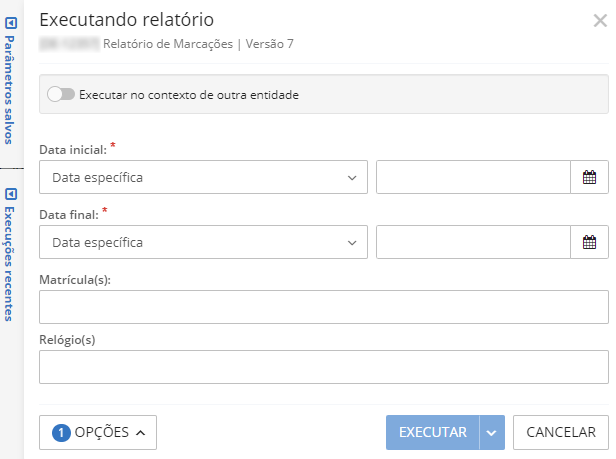 Executando relatório
Relatório de Marcações | Versão 7
Parâmetros salvos
Execuções recentes
Executar no contexto de outra entidade
Data inicial: *
Data específica
Data final: *
Data específica
Matrícula(s):
Relógio(s)
1 OPÇÕES
EXECUTAR
CANCELAR